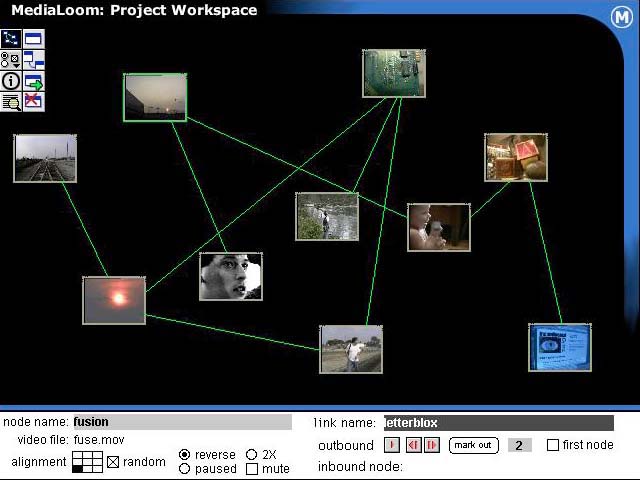 MediaLoom: Project Workspace
M
node name: fusion
link name: letterblox
video file: fuse.mov
outbound mark out 2 first node
alignment random reverse 2X
paused mute
inbound node: